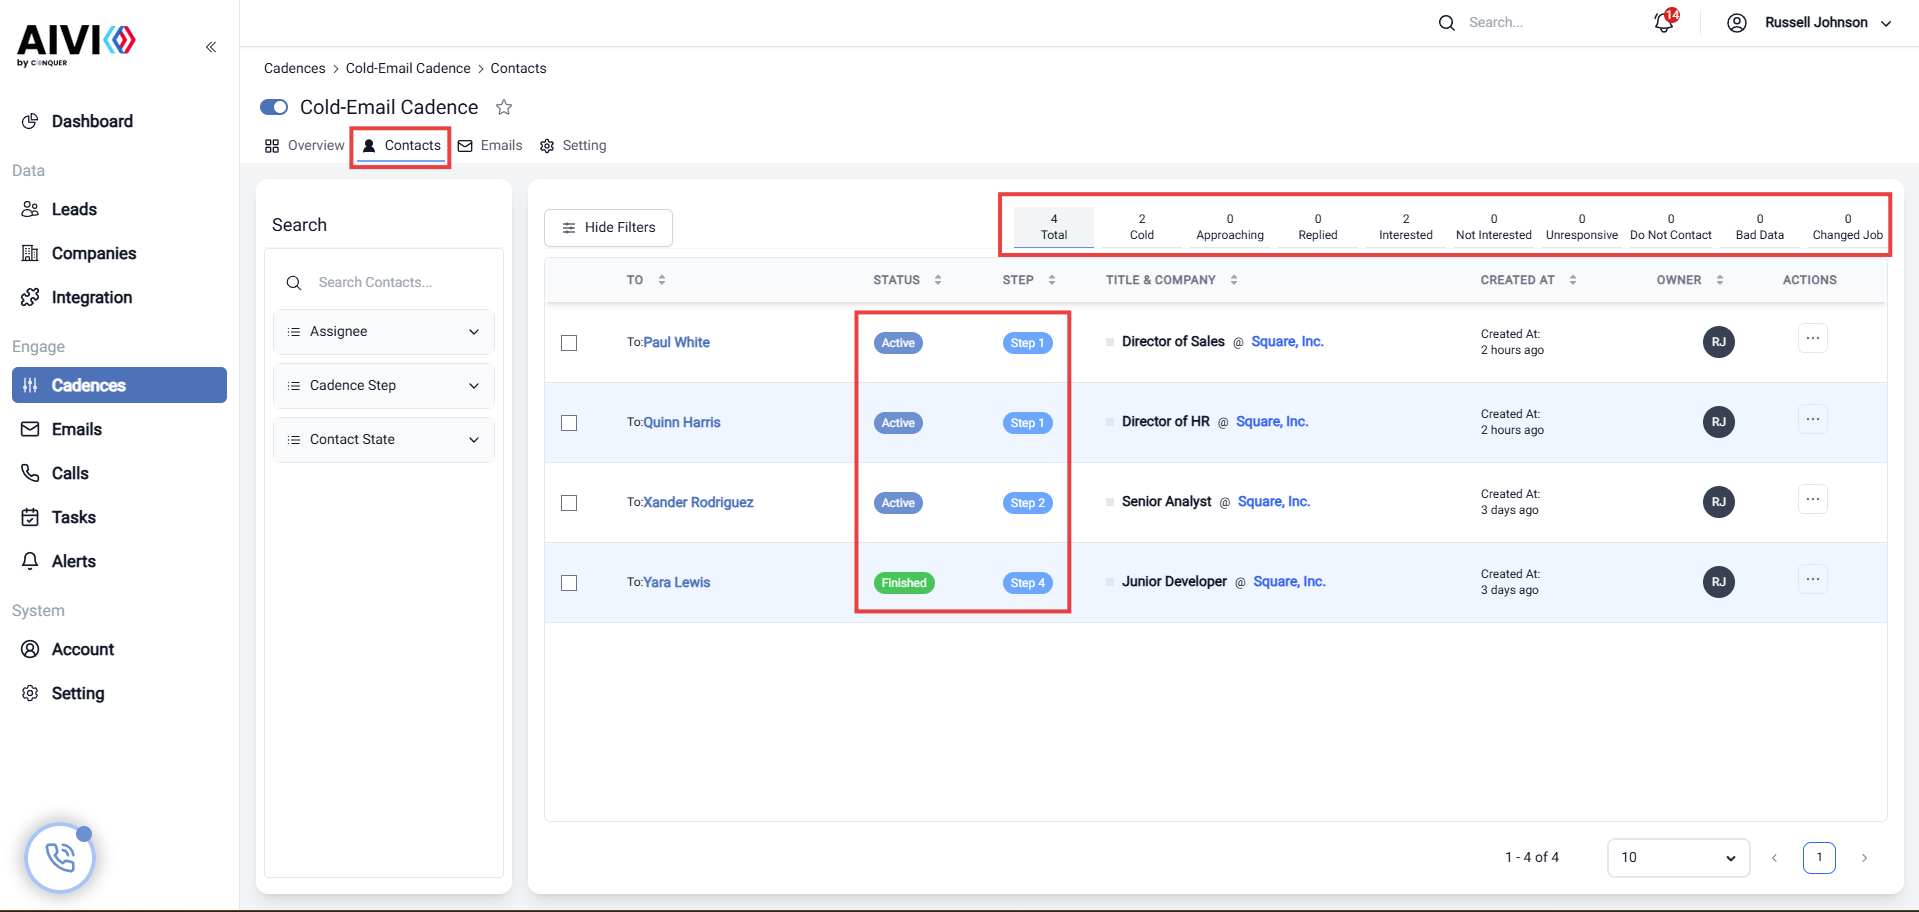 AIVI
by CONQUER
Search...
14
Russell Johnson
Cadences > Cold-Email Cadence > Contacts
Cold-Email Cadence
Overview Contacts Emails Setting
Dashboard
Data
Leads
Companies
Integration
Engage
Cadences
Emails
Calls
Tasks
Alerts
System
Account
Setting
Search
Search Contacts...
Assignee
Cadence Step
Contact State
Hide Filters
4 2 0 0 2 0 0 0 0 0
Total Cold Approaching Replied Interested Not Interested Unresponsive Do Not Contact Bad Data Changed Job
TO STATUS STEP TITLE & COMPANY CREATED AT OWNER ACTIONS
To:Paul White Active Step 1 Director of Sales @ Square, Inc. Created At: 2 hours ago RJ ...
To:Quinn Harris Active Step 1 Director of HR @ Square, Inc. Created At: 2 hours ago RJ ...
To:Xander Rodriguez Active Step 2 Senior Analyst @ Square, Inc. Created At: 3 days ago RJ ...
To:Yara Lewis Finished Step 4 Junior Developer @ Square, Inc. Created At: 3 days ago RJ ...
1 - 4 of 4 10 < 1 >